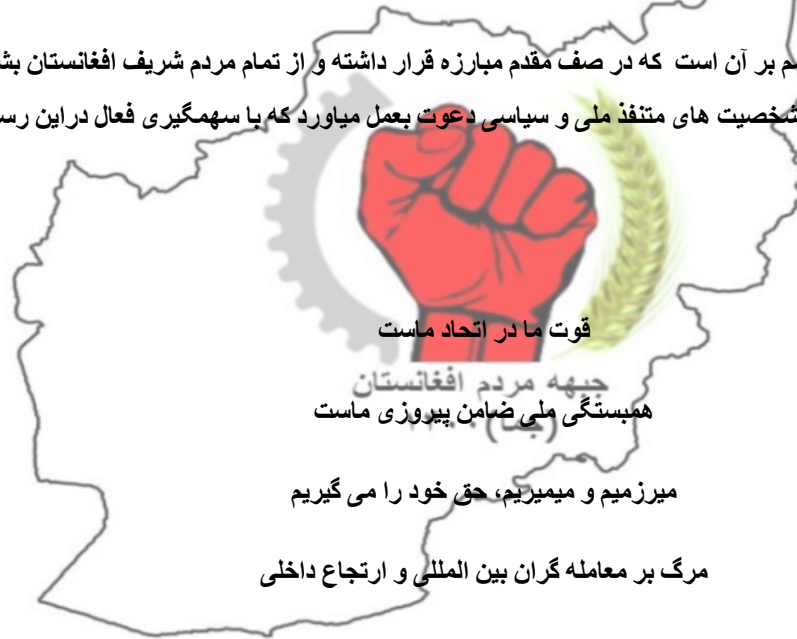 بر آن است که در صف مقدم مبارزه قرار داشته و از تمام مردم شریف افغانستان
شخصیت های متنفذ ملی و سیاسی دعوت بعمل میاورد که با سهمگیری فعال دراین
قوت ما در اتحاد ماست
جبهه مردم افغانستان
همبستگی ملی ضامن پیروزی ماست
(جما)
میرزمیم و میمیریم، حق خود را می گیریم
مرگ بر معامله گران بین المللی و ارتجاع داخلی